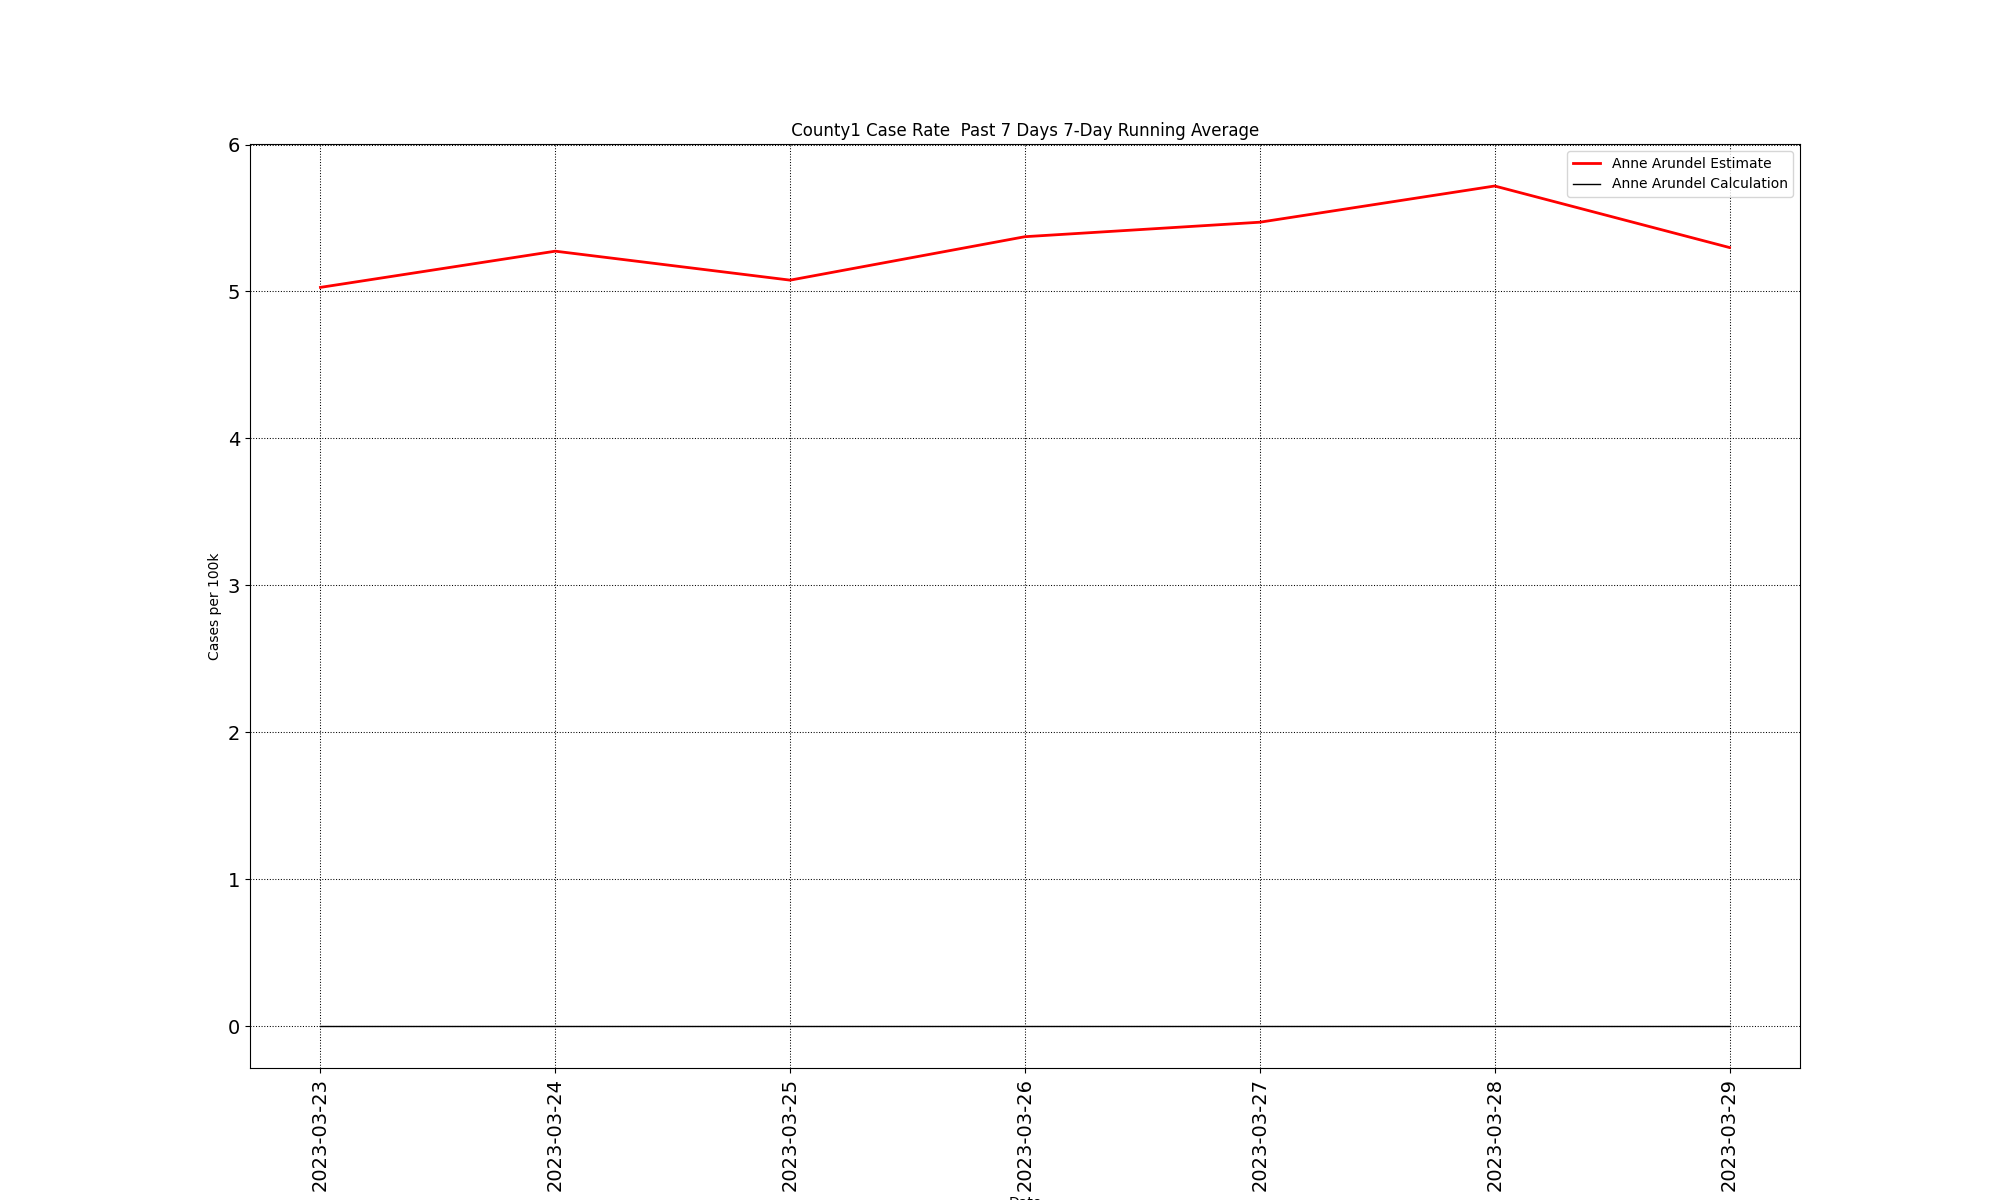 County1 Case Rate  Past 7 Days 7-Day Running Average
Anne Arundel Estimate
Anne Arundel Calculation
6
5
4
3
2
1
0
Cases per 100k
2023-03-23
2023-03-24
2023-03-25
2023-03-26
2023-03-27
2023-03-28
2023-03-29
Date